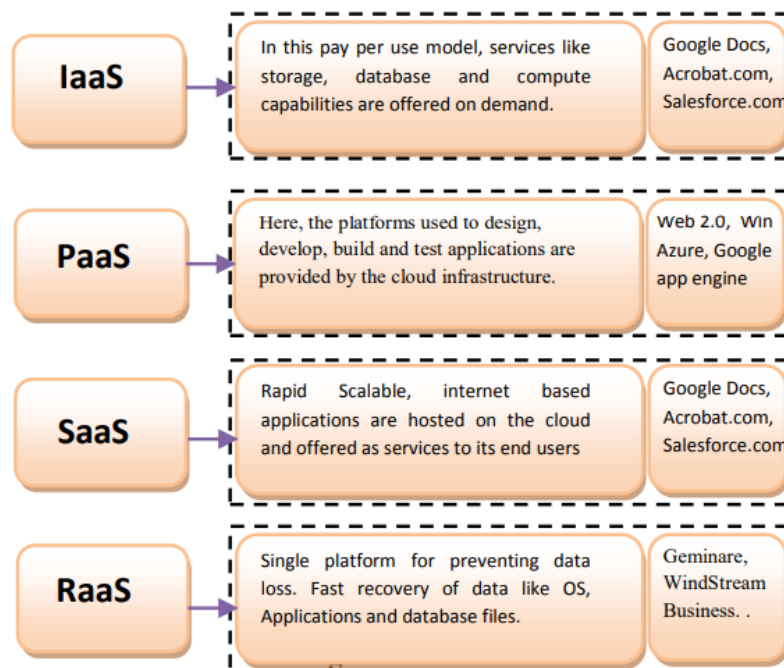 IaaS
In this pay per use model, services like
storage, database and compute
capabilities are offered on demand.
Google Docs,
Acrobat.com,
Salesforce.com
PaaS
Here, the platforms used to design,
develop, build and test applications are
provided by the cloud infrastructure.
Web 2.0, Win
Azure, Google
app engine
SaaS
Rapid Scalable, internet based
applications are hosted on the cloud
and offered as services to its end users
Google Docs,
Acrobat.com,
Salesforce.com
RaaS
Single platform for preventing data
loss. Fast recovery of data like OS,
Applications and database files.
Geminare,
WindStream
Business. .